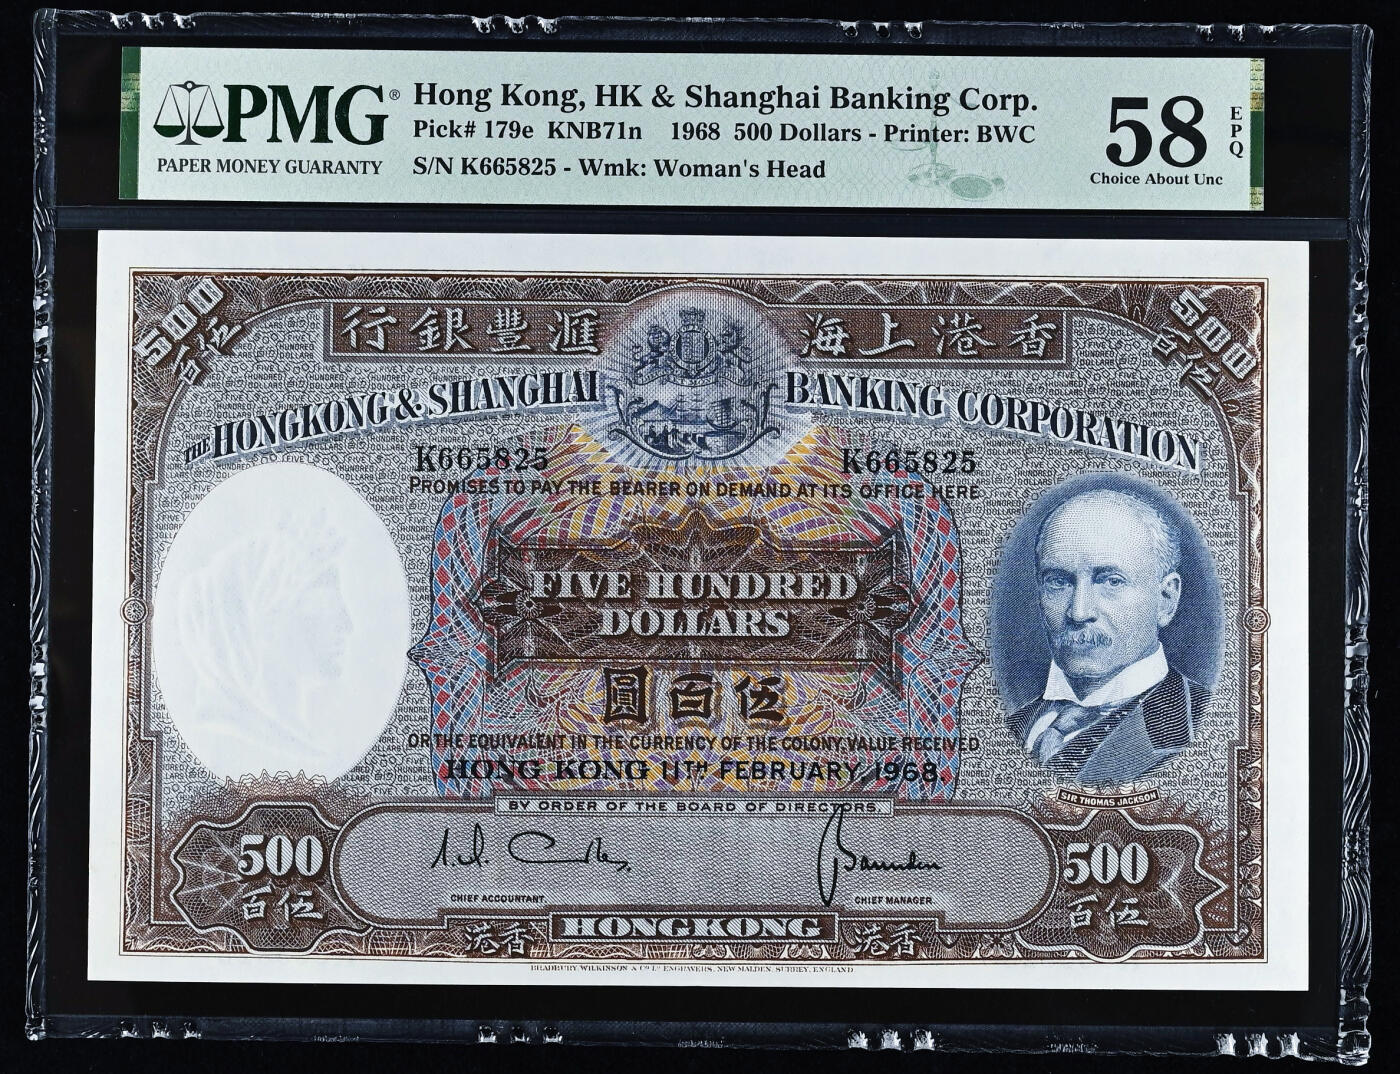 PMG®
PAPER MONEY GUARANTY
Hong Kong, HK & Shanghai Banking Corp.
Pick# 179e KNB71n 1968 500 Dollars - Printer: BWC
S/N K665825 - Wmk: Woman's Head
58
EPQ
Choice About Unc
500 500
百伍 百伍
行銀豐滙 海上港香
THE HONGKONG & SHANGHAI BANKING CORPORATION
K665825 K665825
PROMISES TO PAY THE BEARER ON DEMAND AT ITS OFFICE HERE
FIVE HUNDRED
DOLLARS
圓百伍
OR THE EQUIVALENT IN THE CURRENCY OF THE COLONY, VALUE RECEIVED
HONG KONG 11TH FEBRUARY, 1968.
BY ORDER OF THE BOARD OF DIRECTORS,
SIR THOMAS JACKSON
500 500
百伍 百伍
CHIEF ACCOUNTANT. CHIEF MANAGER.
港香 HONGKONG 港香
BRADBURY, WILKINSON & Co. Ld. ENGRAVERS, NEW MALDEN, SURREY, ENGLAND